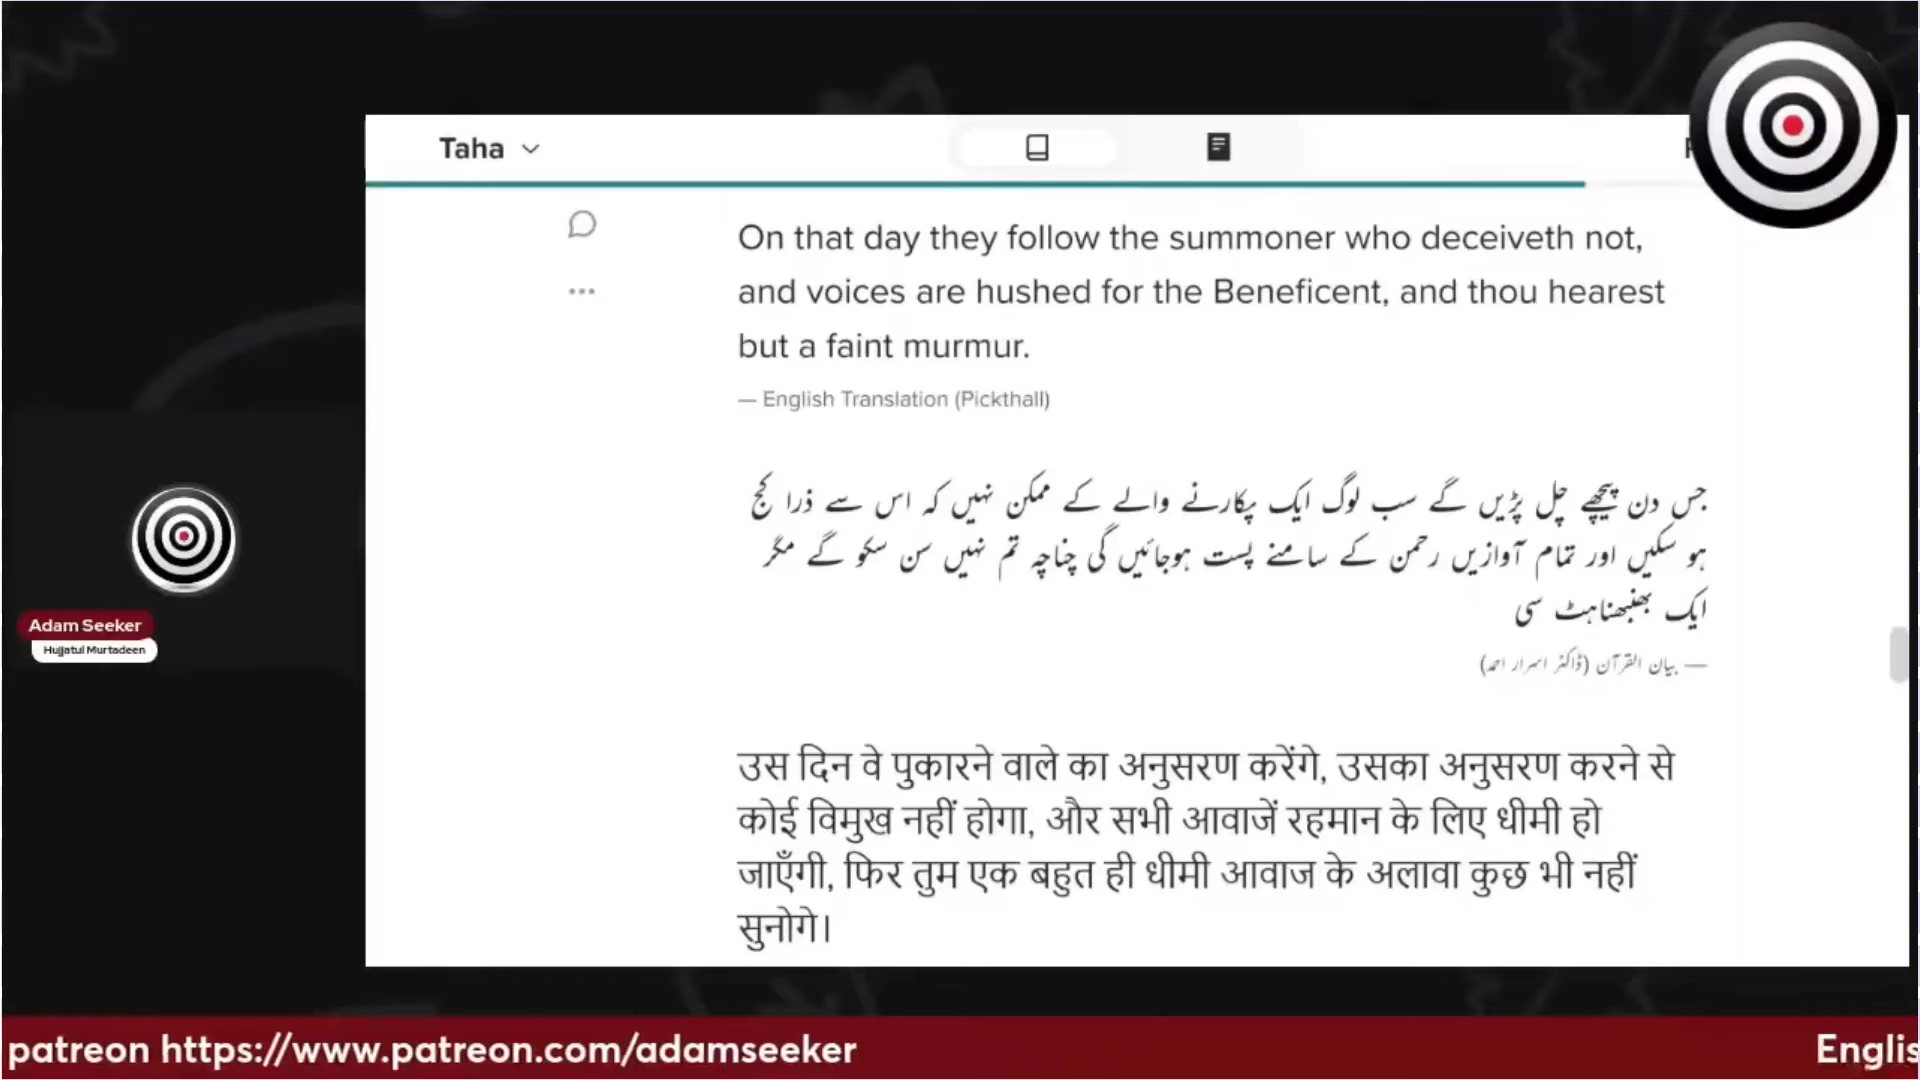 Taha
On that day they follow the summoner who deceiveth not,
and voices are hushed for the Beneficent, and thou hearest
but a faint murmur.
— English Translation (Pickthall)
جس دن پیچھے چل پڑیں گے سب لوگ ایک پکارنے والے کے ممکن نہیں کہ اس سے ذرا کج
ہو سکیں اور تمام آوازیں رحمن کے سامنے پست ہوجائیں گی چناچہ تم نہیں سن سکو گے مگر
ایک بھنبھناہٹ سی
— بیان القرآن (ڈاکٹر اسرار احمد)
उस दिन वे पुकारने वाले का अनुसरण करेंगे, उसका अनुसरण करने से
कोई विमुख नहीं होगा, और सभी आवाजें रहमान के लिए धीमी हो
जाएँगी, फिर तुम एक बहुत ही धीमी आवाज के अलावा कुछ भी नहीं
सुनोगे।
Adam Seeker
Hujjatul Murtadeen
patreon https://www.patreon.com/adamseeker
Englis